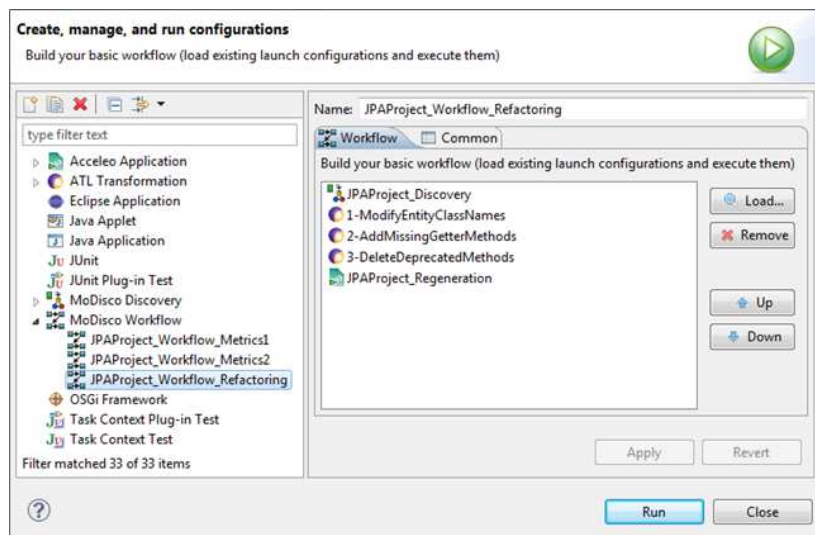 Create, manage, and run configurations
Build your basic workflow (load existing launch configurations and execute them)
type filter text
Acceleo Application
ATL Transformation
Eclipse Application
Java Applet
Java Application
JUnit
JUnit Plug-in Test
MoDisco Discovery
MoDisco Workflow
JPAProject_Workflow_Metrics1
JPAProject_Workflow_Metrics2
JPAProject_Workflow_Refactoring
OSGi Framework
Task Context Plug-in Test
Task Context Test
Filter matched 33 of 33 items
Name: JPAProject_Workflow_Refactoring
Workflow Common
Build your basic workflow (load existing launch configurations and execute them)
JPAProject_Discovery
1-ModifyEntityClassNames
2-AddMissingGetterMethods
3-DeleteDeprecatedMethods
JPAProject_Regeneration
Load...
Remove
Up
Down
Apply Revert
Run Close